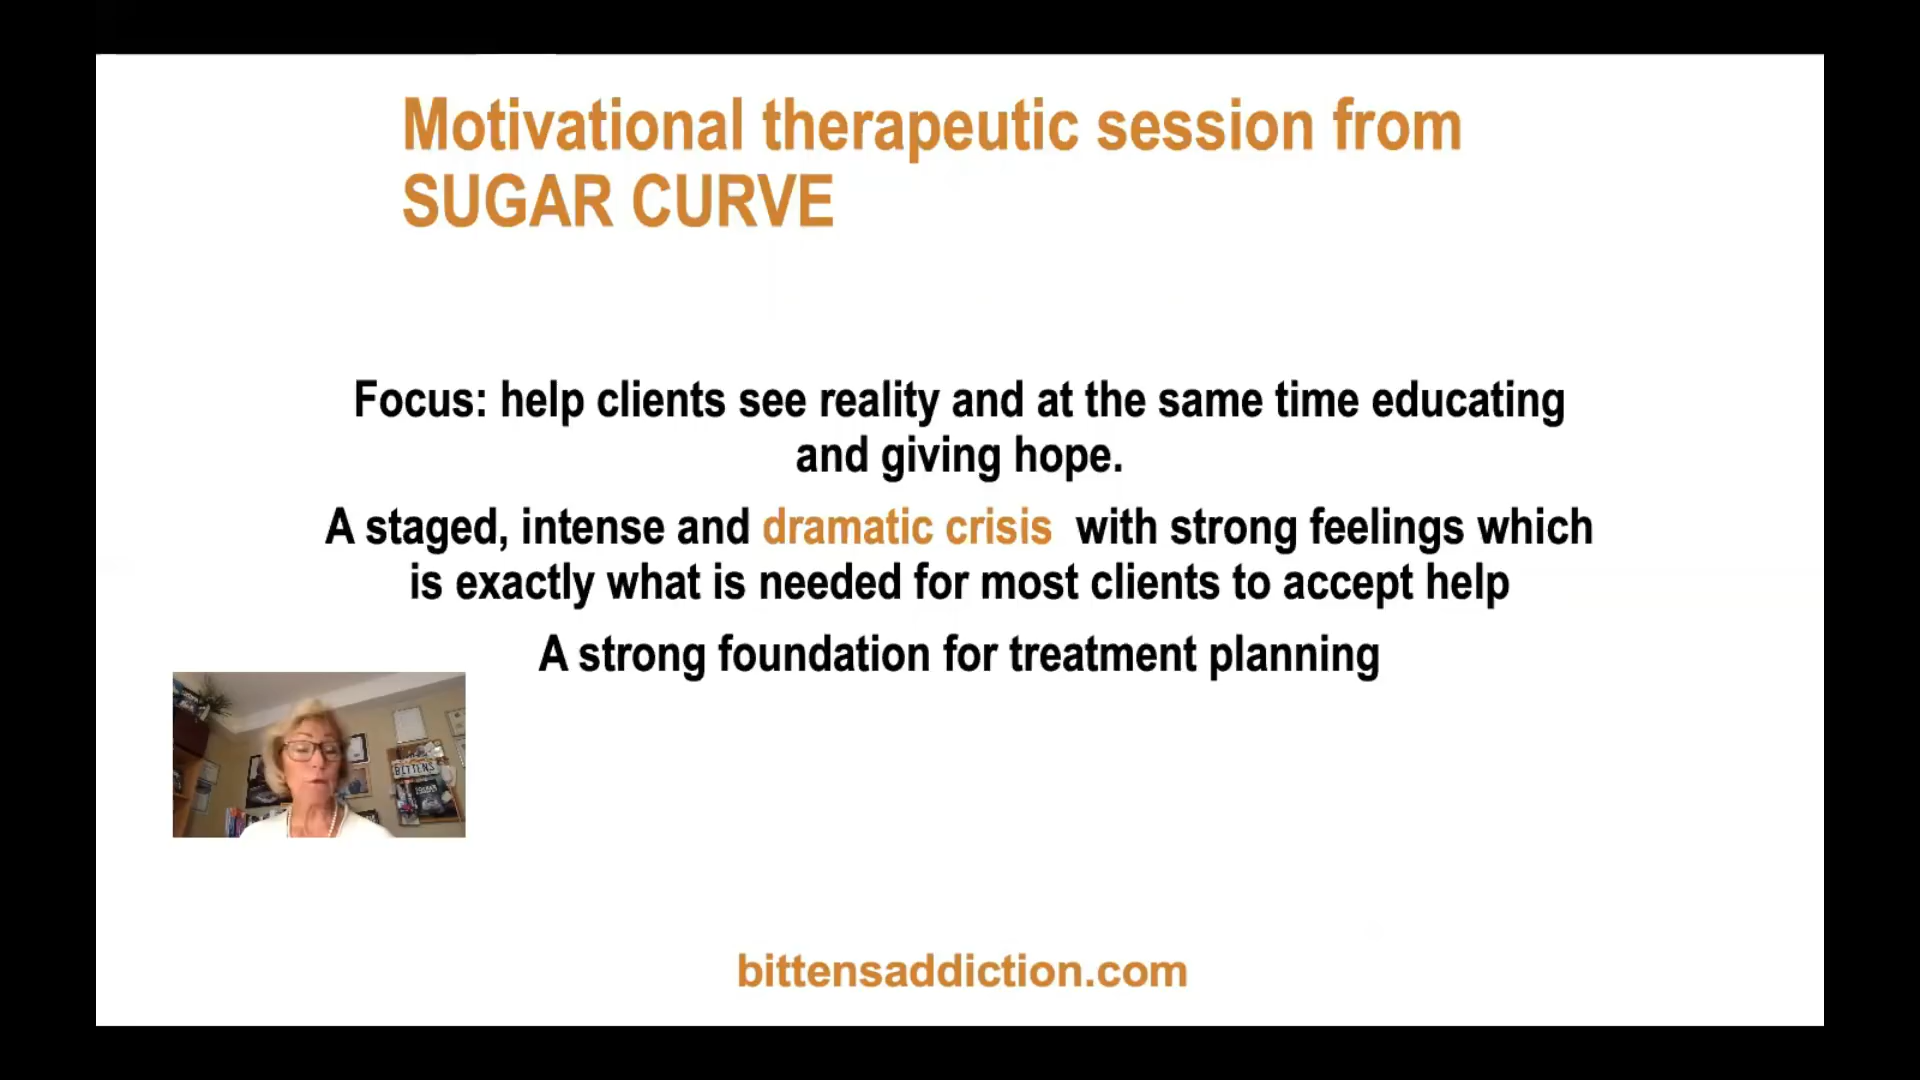 Motivational therapeutic session from
SUGAR CURVE
Focus: help clients see reality and at the same time educating
and giving hope.
A staged, intense and dramatic crisis with strong feelings which
is exactly what is needed for most clients to accept help
A strong foundation for treatment planning
BITTENS
bittensaddiction.com